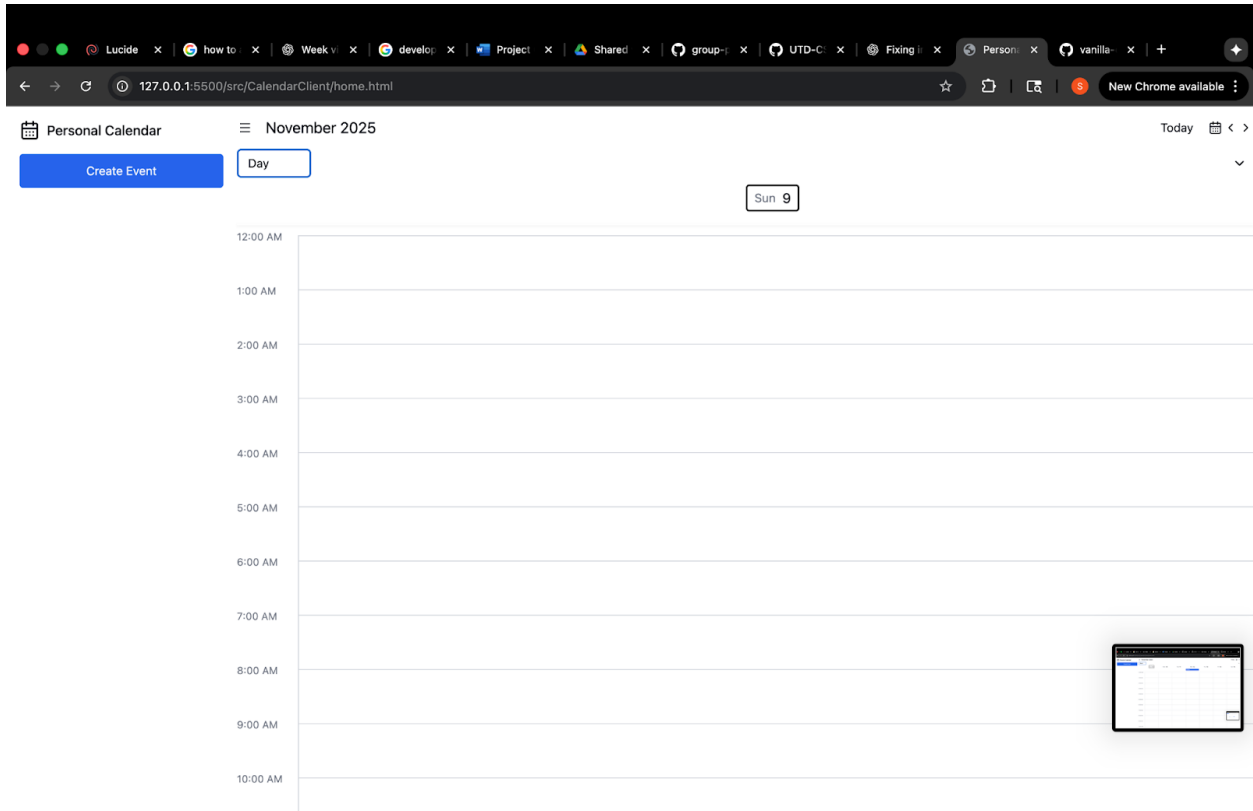 Lucide how to Week vi develop Project Shared group-p UTD-C Fixing i Person vanilla-
127.0.0.1:5500/src/CalendarClient/home.html S New Chrome available
Personal Calendar November 2025 Today
Create Event Day
Sun 9
12:00 AM
1:00 AM
2:00 AM
3:00 AM
4:00 AM
5:00 AM
6:00 AM
7:00 AM
8:00 AM
9:00 AM
10:00 AM